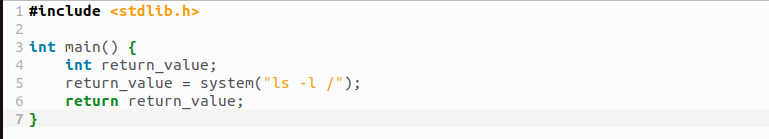 1 #include <stdlib.h>
2
3 int main() {
4     int return_value;
5     return_value = system("ls -l /");
6     return return_value;
7 }